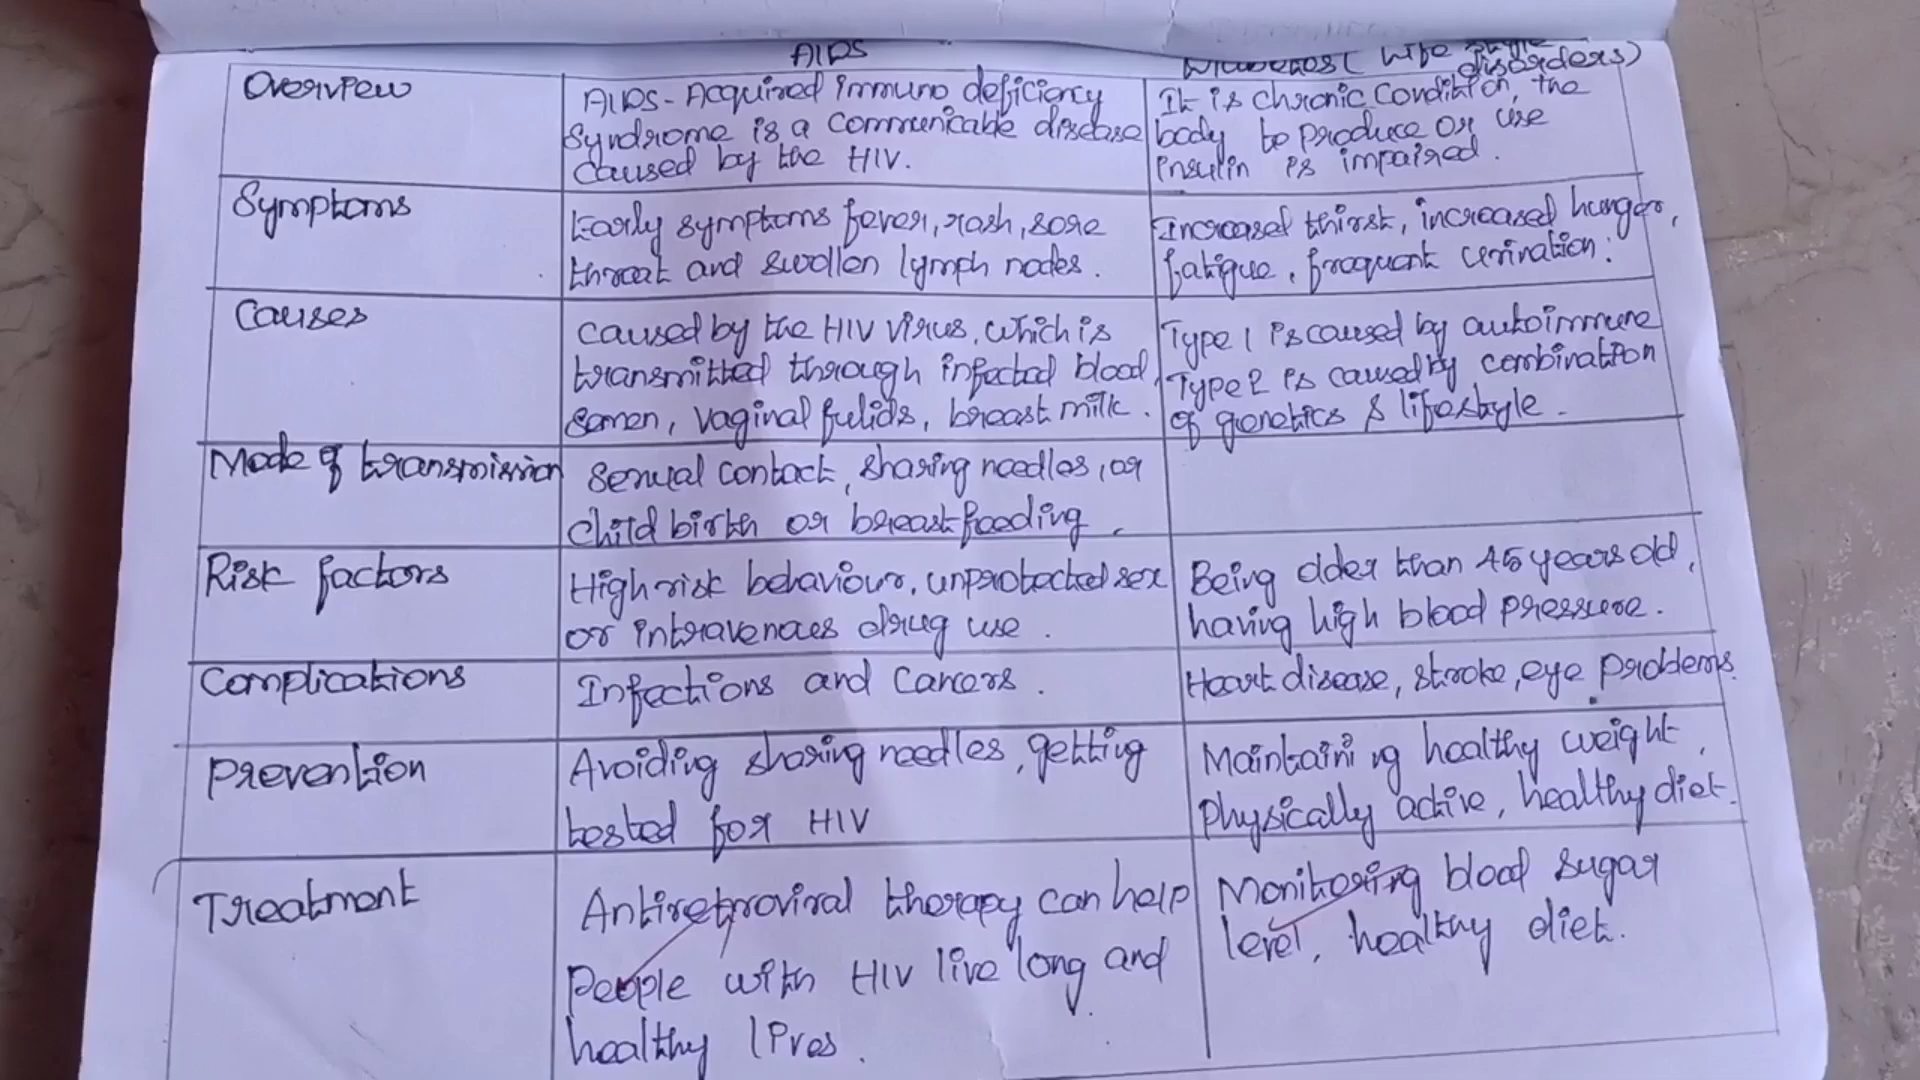 AIDS
Diabetes ( Life style
disorders)
Overview
AIDS - Acquired immuno deficiency
Syndrome is a communicable disease
caused by the HIV.
It is chronic condition, the
body to produce or use
insulin is impaired.
Symptoms
Early symptoms fever, rash, sore
throat and swollen lymph nodes.
Increased thirst, increased hunger,
fatigue, frequent urination.
Causes
Caused by the HIV virus, which is
transmitted through infected blood,
semen, vaginal fulids, breast milk.
Type 1 is caused by autoimmune
Type 2 is caused by combination
of genetics & lifestyle.
Mode of transmission
Sexual contact, sharing needles, or
child birth or breast feeding.
Risk factors
High risk behaviour, unprotected sex
or intravenous drug use.
Being older than 45 years old,
having high blood pressure.
Complications
Infections and Cancers.
Heart disease, stroke, eye problems.
Prevention
Avoiding sharing needles, getting
tested for HIV
Maintaining healthy weight,
physically active, healthy diet.
Treatment
Antiretroviral therapy can help
people with HIV live long and
healthy lives.
Monitoring blood sugar
level, healthy diet.